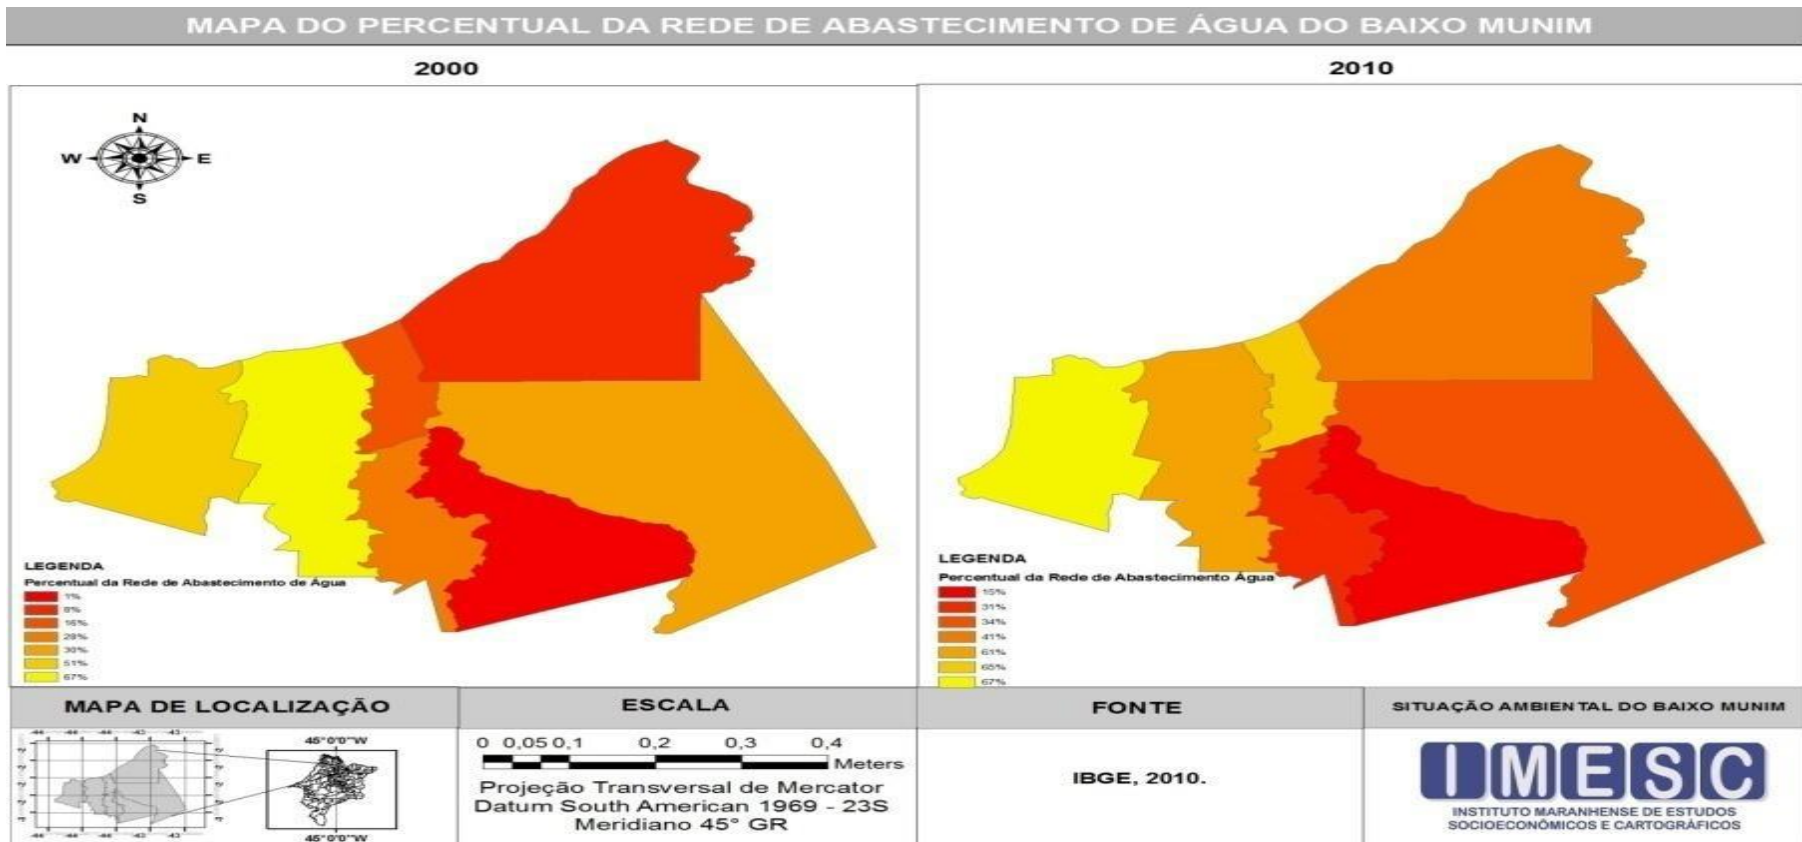 MAPA DO PERCENTUAL DA REDE DE ABASTECIMENTO DE ÁGUA DO BAIXO MUNIM
2000
2010
N
W
E
S
LEGENDA
Percentual da Rede de Abastecimento de Água
1%
16%
30%
51%
67%
LEGENDA
Percentual da Rede de Abastecimento Água
15%
31%
34%
41%
61%
65%
67%
MAPA DE LOCALIZAÇÃO
ESCALA
FONTE
SITUAÇÃO AMBIENTAL DO BAIXO MUNIM
45°0'0"W
45°0'0"W
0 0,05 0,1 0,2 0,3 0,4
Meters
Projeção Transversal de Mercator
Datum South American 1969 - 23S
Meridiano 45° GR
IBGE, 2010.
IMESC
INSTITUTO MARANHENSE DE ESTUDOS
SOCIOECONÔMICOS E CARTOGRÁFICOS